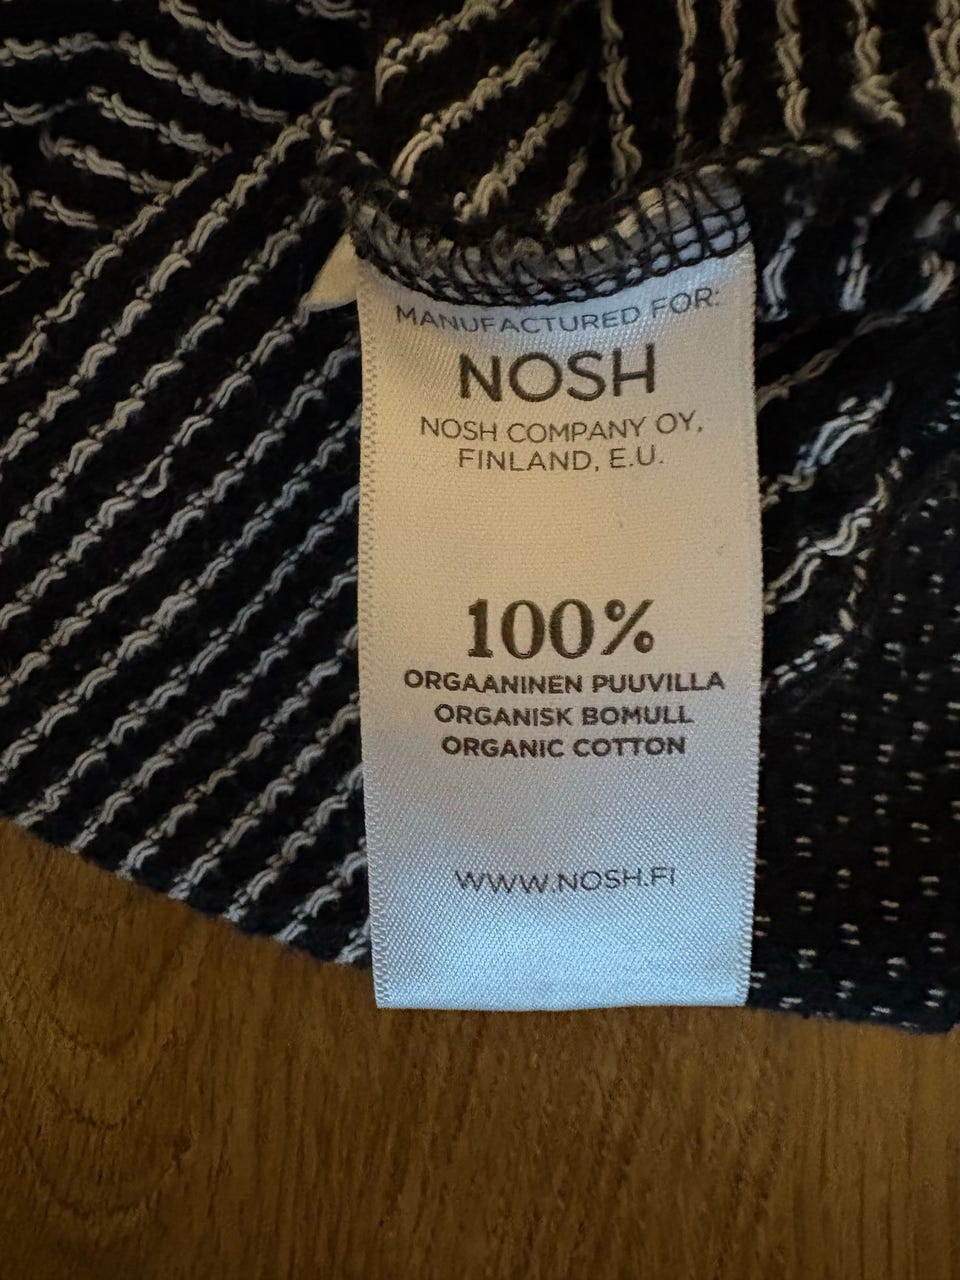 MANUFACTURED FOR:
NOSH
NOSH COMPANY OY,
FINLAND, E.U.
100%
ORGAANINEN PUUVILLA
ORGANISK BOMULL
ORGANIC COTTON
WWW.NOSH.FI